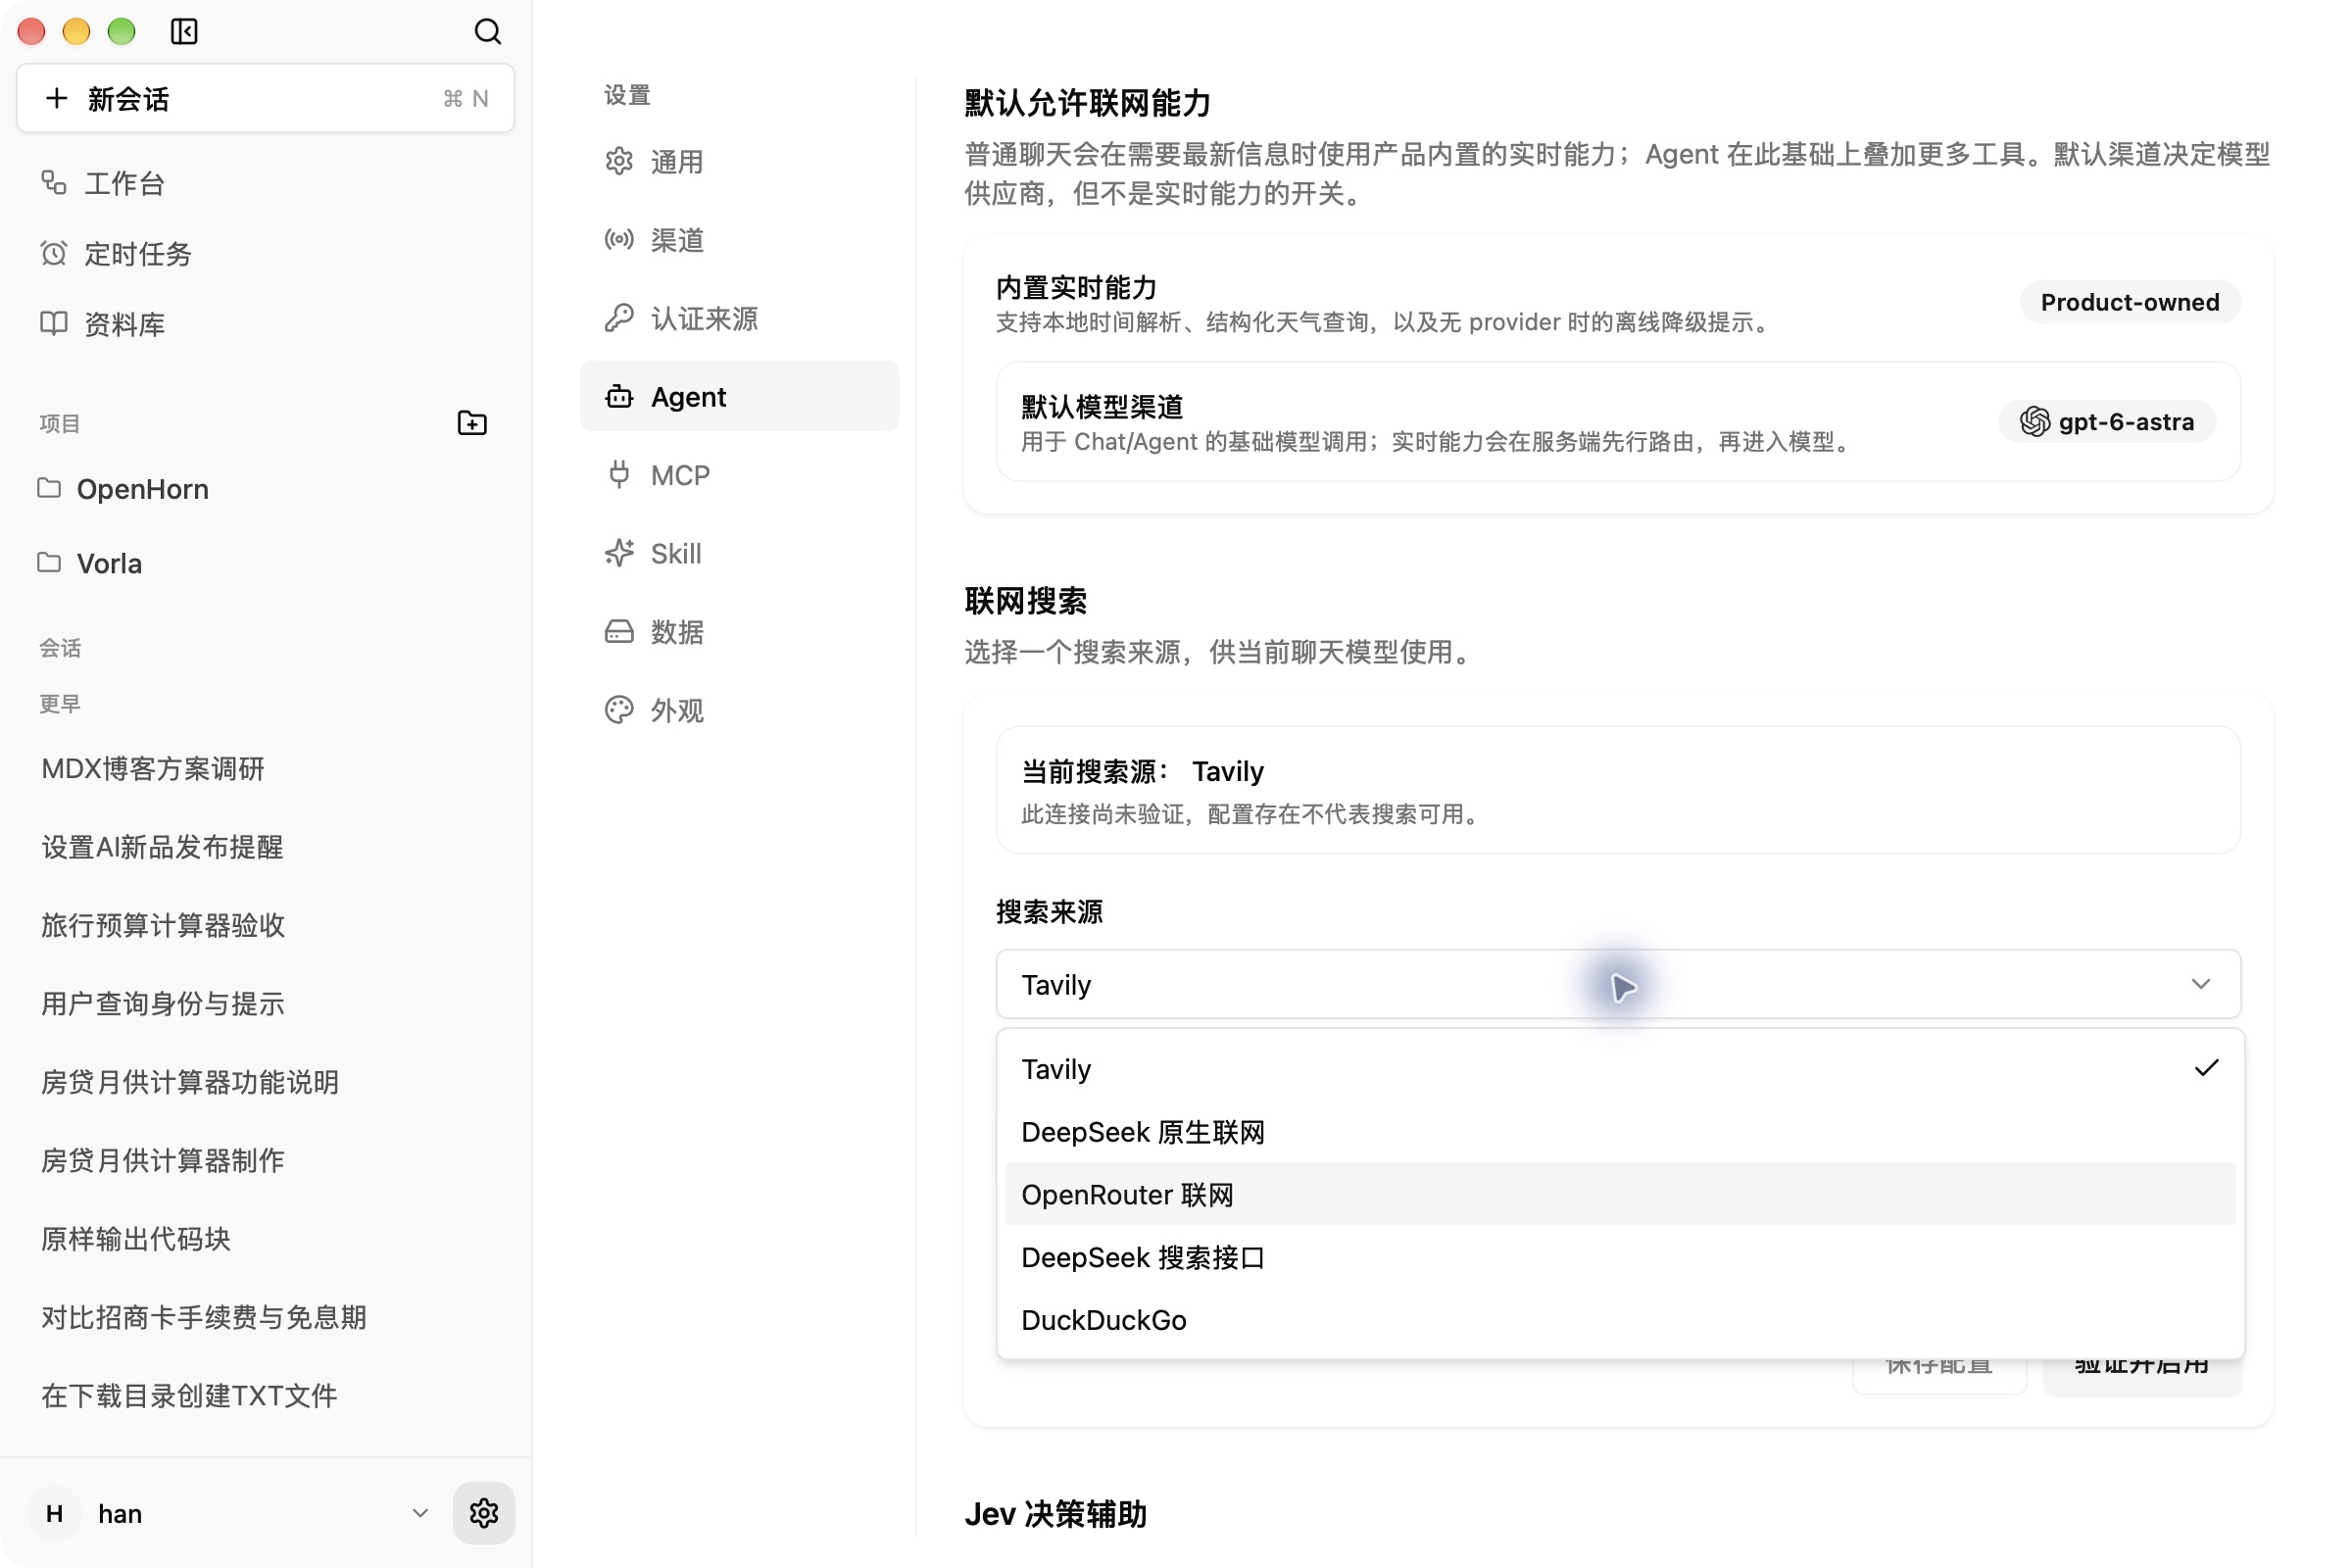 新会话
⌘ N
工作台
定时任务
资料库
项目
OpenHorn
Vorla
会话
更早
MDX博客方案调研
设置AI新品发布提醒
旅行预算计算器验收
用户查询身份与提示
房贷月供计算器功能说明
房贷月供计算器制作
原样输出代码块
对比招商卡手续费与免息期
在下载目录创建TXT文件
H
han
设置
通用
渠道
认证来源
Agent
MCP
Skill
数据
外观
默认允许联网能力
普通聊天会在需要最新信息时使用产品内置的实时能力；Agent 在此基础上叠加更多工具。默认渠道决定模型
供应商，但不是实时能力的开关。
内置实时能力
支持本地时间解析、结构化天气查询，以及无 provider 时的离线降级提示。
Product-owned
默认模型渠道
用于 Chat/Agent 的基础模型调用；实时能力会在服务端先行路由，再进入模型。
gpt-6-astra
联网搜索
选择一个搜索来源，供当前聊天模型使用。
当前搜索源： Tavily
此连接尚未验证，配置存在不代表搜索可用。
搜索来源
Tavily
Tavily
DeepSeek 原生联网
OpenRouter 联网
DeepSeek 搜索接口
DuckDuckGo
保存配置
验证并启用
Jev 决策辅助